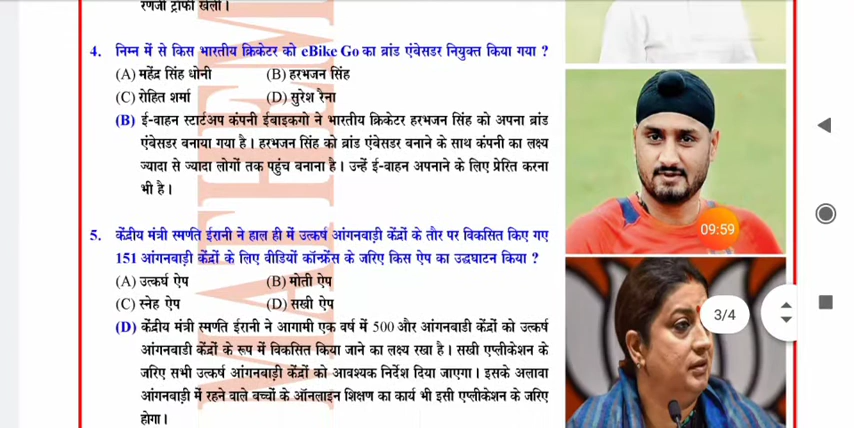 रणजी ट्रॉफी खेली ।
4. निम्न में से किस भारतीय क्रिकेटर को eBike Go का ब्रांड एंबेसडर नियुक्त किया गया ?
(A) महेंद्र सिंह धोनी (B) हरभजन सिंह
(C) रोहित शर्मा (D) सुरेश रैना
(B) ई-वाहन स्टार्टअप कंपनी ईबाइकगो ने भारतीय क्रिकेटर हरभजन सिंह को अपना ब्रांड
एंबेसडर बनाया गया है । हरभजन सिंह को ब्रांड एंबेसडर बनाने के साथ कंपनी का लक्ष्य
ज्यादा से ज्यादा लोगों तक पहुंच बनाना है । उन्हें ई-वाहन अपनाने के लिए प्रेरित करना
भी है ।
09:59
5. केंद्रीय मंत्री स्मृति ईरानी ने हाल ही में उत्कर्ष आंगनबाड़ी केंद्रों के तौर पर विकसित किए गए
151 आंगनबाड़ी केंद्रों के लिए वीडियों कॉन्फ्रेंस के जरिए किस ऐप का उद्घघाटन किया ?
(A) उत्कर्ष ऐप (B) मोती ऐप
(C) स्नेह ऐप (D) सखी ऐप
3/4
(D) केंद्रीय मंत्री स्मृति ईरानी ने आगामी एक वर्ष में 500 और आंगनबाडी केंद्रों को उत्कर्ष
आंगनबाडी केंद्रों के रूप में विकसित किया जाने का लक्ष्य रखा है । सखी एप्लीकेशन के
जरिए सभी उत्कर्ष आंगनबाड़ी केंद्रों को आवश्यक निर्देश दिया जाएगा । इसके अलावा
आंगनबाड़ी में रहने वाले बच्चों के ऑनलाइन शिक्षण का कार्य भी इसी एप्लीकेशन के जरिए
होगा ।